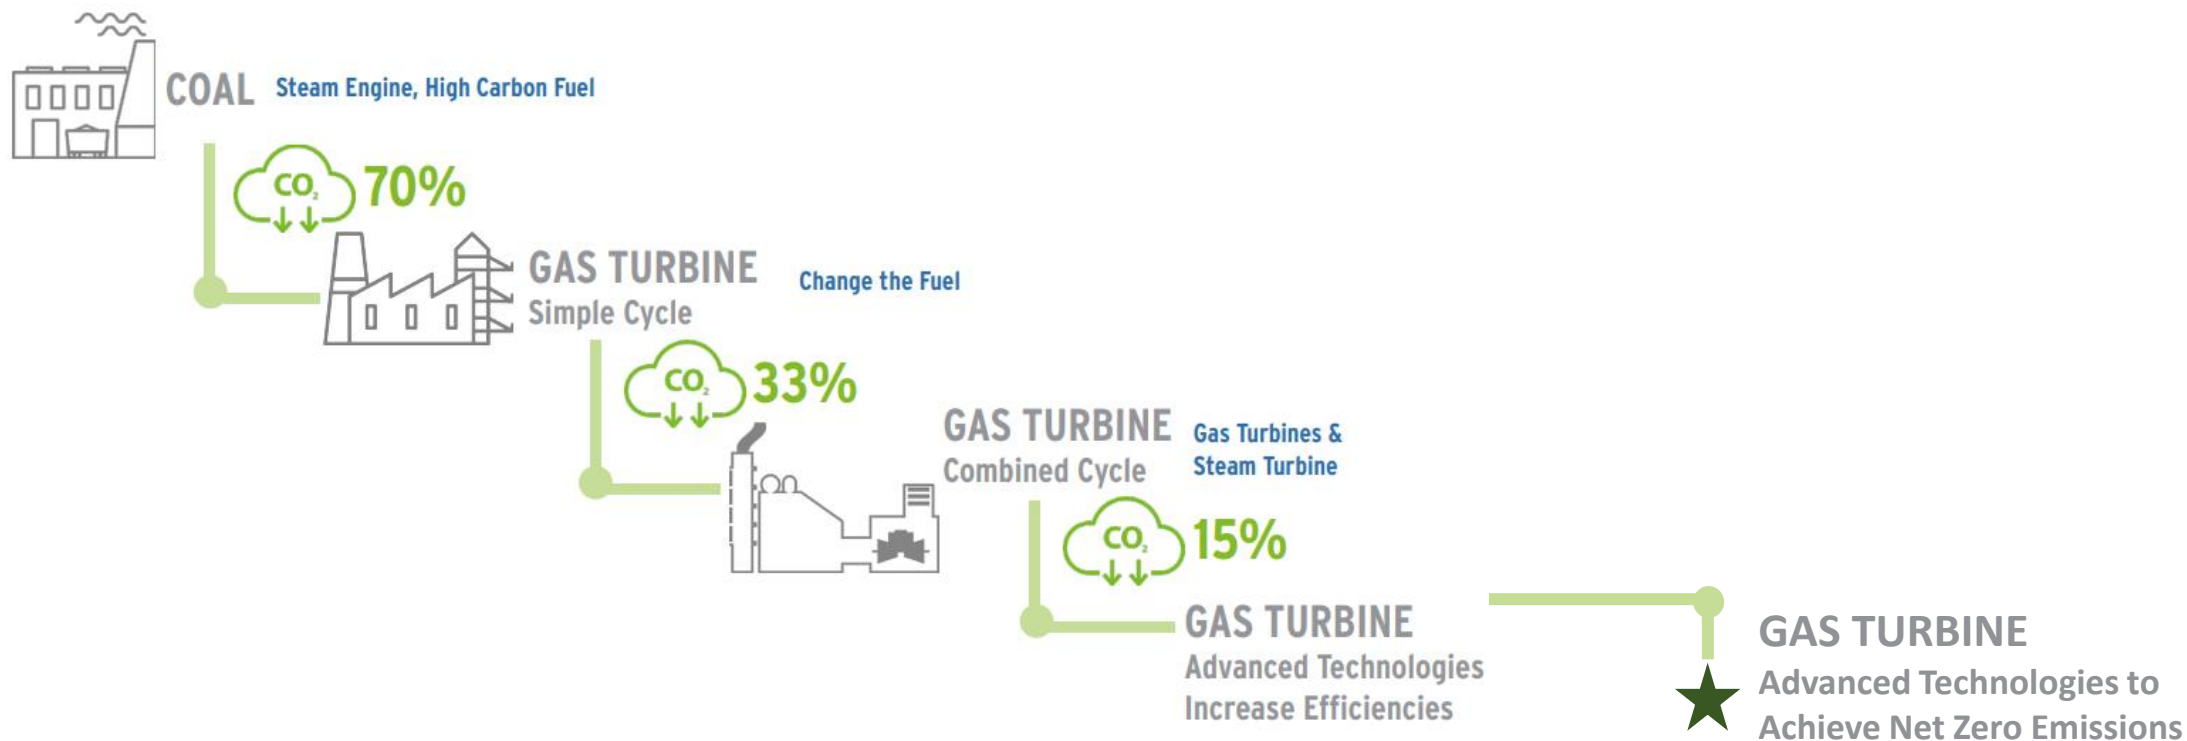 COAL Steam Engine, High Carbon Fuel
CO₂ 70%
GAS TURBINE
Simple Cycle
Change the Fuel
CO₂ 33%
GAS TURBINE
Combined Cycle
Gas Turbines &
Steam Turbine
CO₂ 15%
GAS TURBINE
Advanced Technologies
Increase Efficiencies
GAS TURBINE
Advanced Technologies to
Achieve Net Zero Emissions